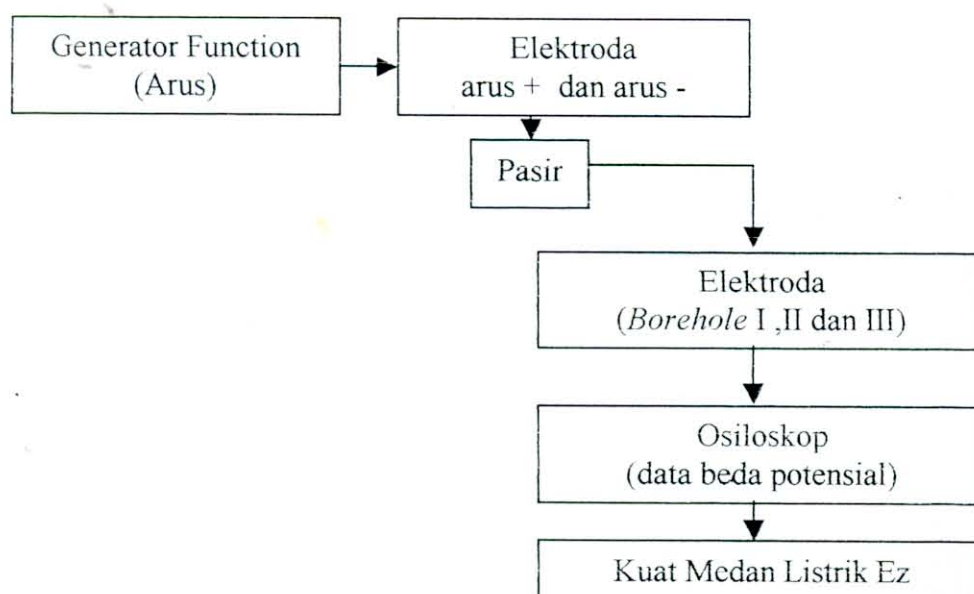 Generator Function
(Arus)
Elektroda
arus + dan arus -
Pasir
Elektroda
(Borehole I ,II dan III)
Osiloskop
(data beda potensial)
Kuat Medan Listrik Ez